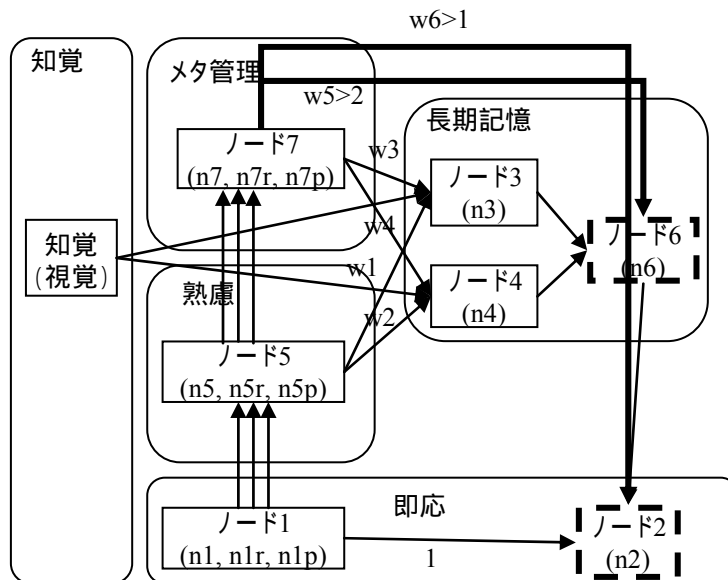 w6>1
知覚
メタ管理
w5>2
長期記憶
ノード7
(n7, n7r, n7p)
w3
ノード3
(n3)
w4
ノード6
(n6)
知覚
(視覚)
w1
熟慮
ノード4
(n4)
w2
ノード5
(n5, n5r, n5p)
即応
ノード1
(n1, n1r, n1p)
1
ノード2
(n2)